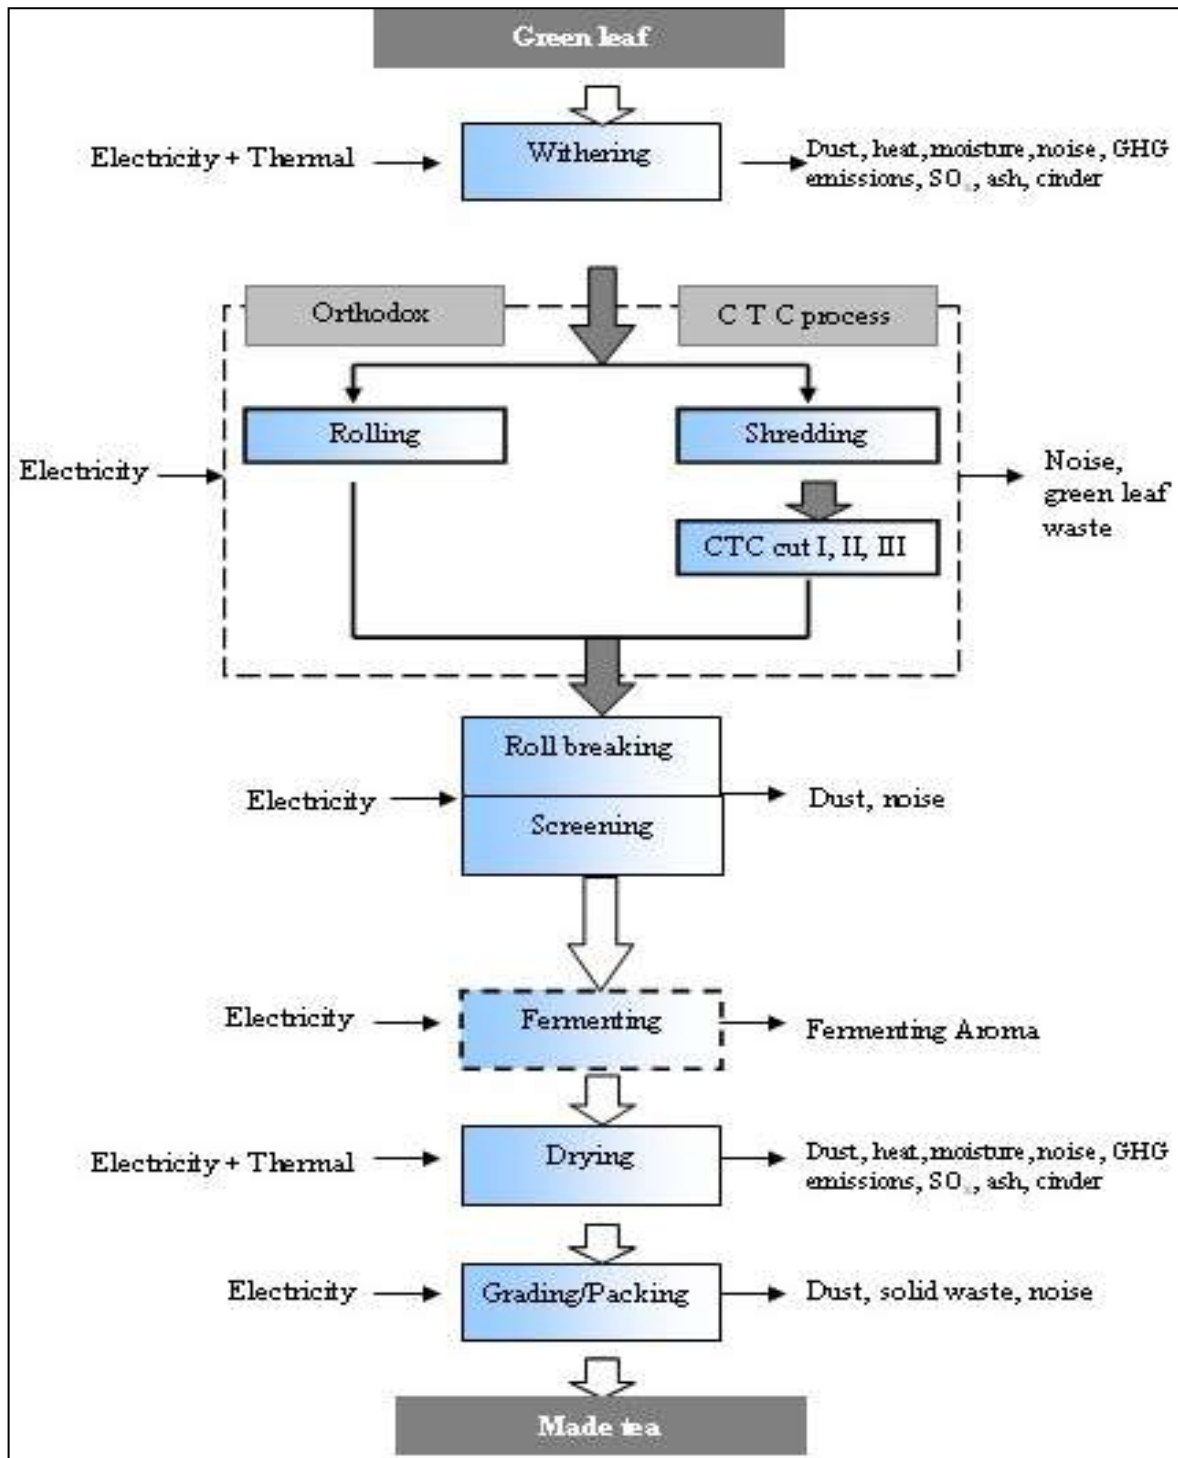 Green leaf
Electricity + Thermal
Withering
Dust, heat, moisture, noise, GHG
emissions, SOₓ, ash, cinder
Orthodox
C T C process
Rolling
Shredding
Electricity
Noise,
green leaf
waste
CTC cut I, II, III
Roll breaking
Electricity
Dust, noise
Screening
Electricity
Fermenting
Fermenting Aroma
Electricity + Thermal
Drying
Dust, heat, moisture, noise, GHG
emissions, SOₓ, ash, cinder
Electricity
Grading/Packing
Dust, solid waste, noise
Made tea